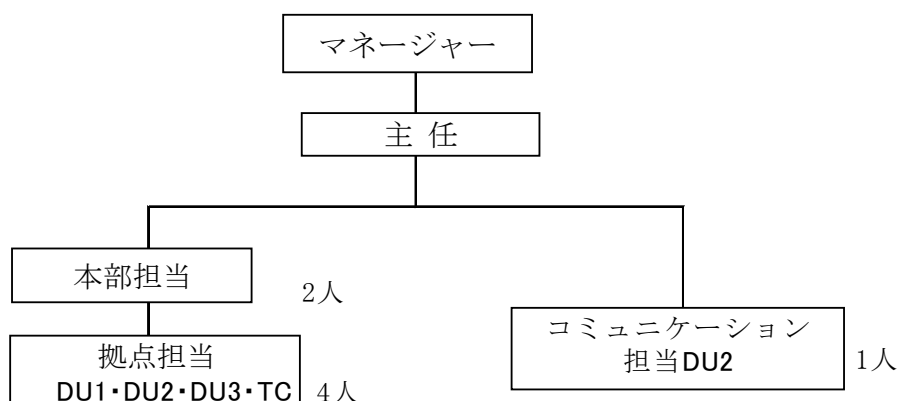 マネージャー
主 任
本部担当
2人
コミュニケーション
担当DU2
1人
拠点担当
DU1・DU2・DU3・TC
4人